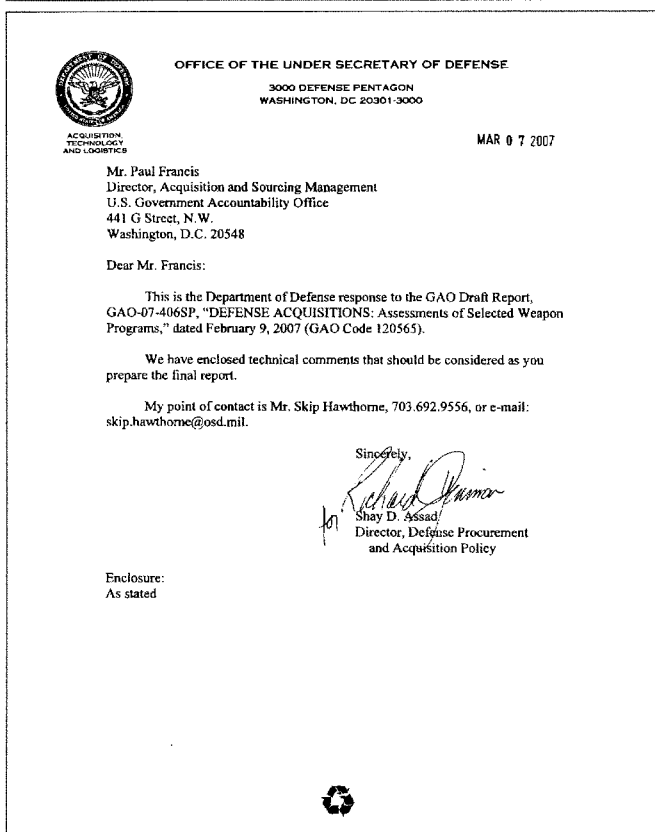 OFFICE OF THE UNDER SECRETARY OF DEFENSE
3000 DEFENSE PENTAGON
WASHINGTON, DC 20301-3000
ACQUISITION,
TECHNOLOGY
AND LOGISTICS
MAR 0 7 2007
Mr. Paul Francis
Director, Acquisition and Sourcing Management
U.S. Government Accountability Office
441 G Street, N.W.
Washington, D.C. 20548
Dear Mr. Francis:
This is the Department of Defense response to the GAO Draft Report,
GAO-07-406SP, "DEFENSE ACQUISITIONS: Assessments of Selected Weapon
Programs," dated February 9, 2007 (GAO Code 120565).
We have enclosed technical comments that should be considered as you
prepare the final report.
My point of contact is Mr. Skip Hawthorne, 703.692.9556, or e-mail:
skip.hawthorne@osd.mil.
Sincerely,
Richard
for
Shay D. Assad
Director, Defense Procurement
and Acquisition Policy
Enclosure:
As stated